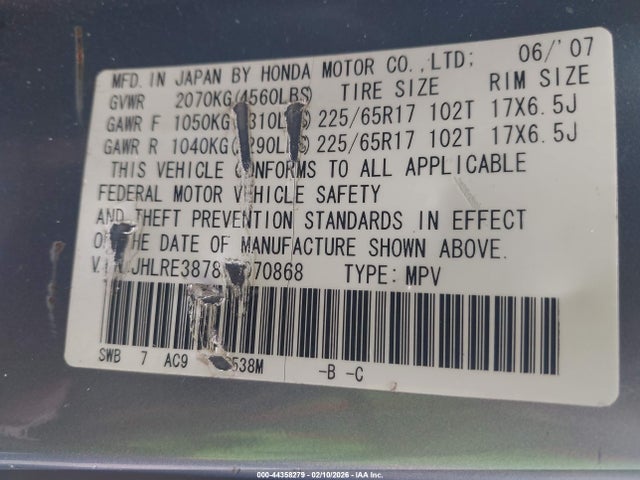 MFD. IN JAPAN BY HONDA MOTOR CO.,LTD; 06/'07
GVWR 2070KG(4560LBS) TIRE SIZE RIM SIZE
GAWR F 1050KG 225/65R17 102T 17X6.5J
GAWR R 1040KG 225/65R17 102T 17X6.5J
THIS VEHICLE CONFORMS TO ALL APPLICABLE
FEDERAL MOTOR VEHICLE SAFETY
AND THEFT PREVENTION STANDARDS IN EFFECT
ON THE DATE OF MANUFACTURE SHOWN ABOVE.
TYPE: MPV
SWB 7 AC9 -B -C
000-44358279 - 02/10/2026 - IAA Inc.